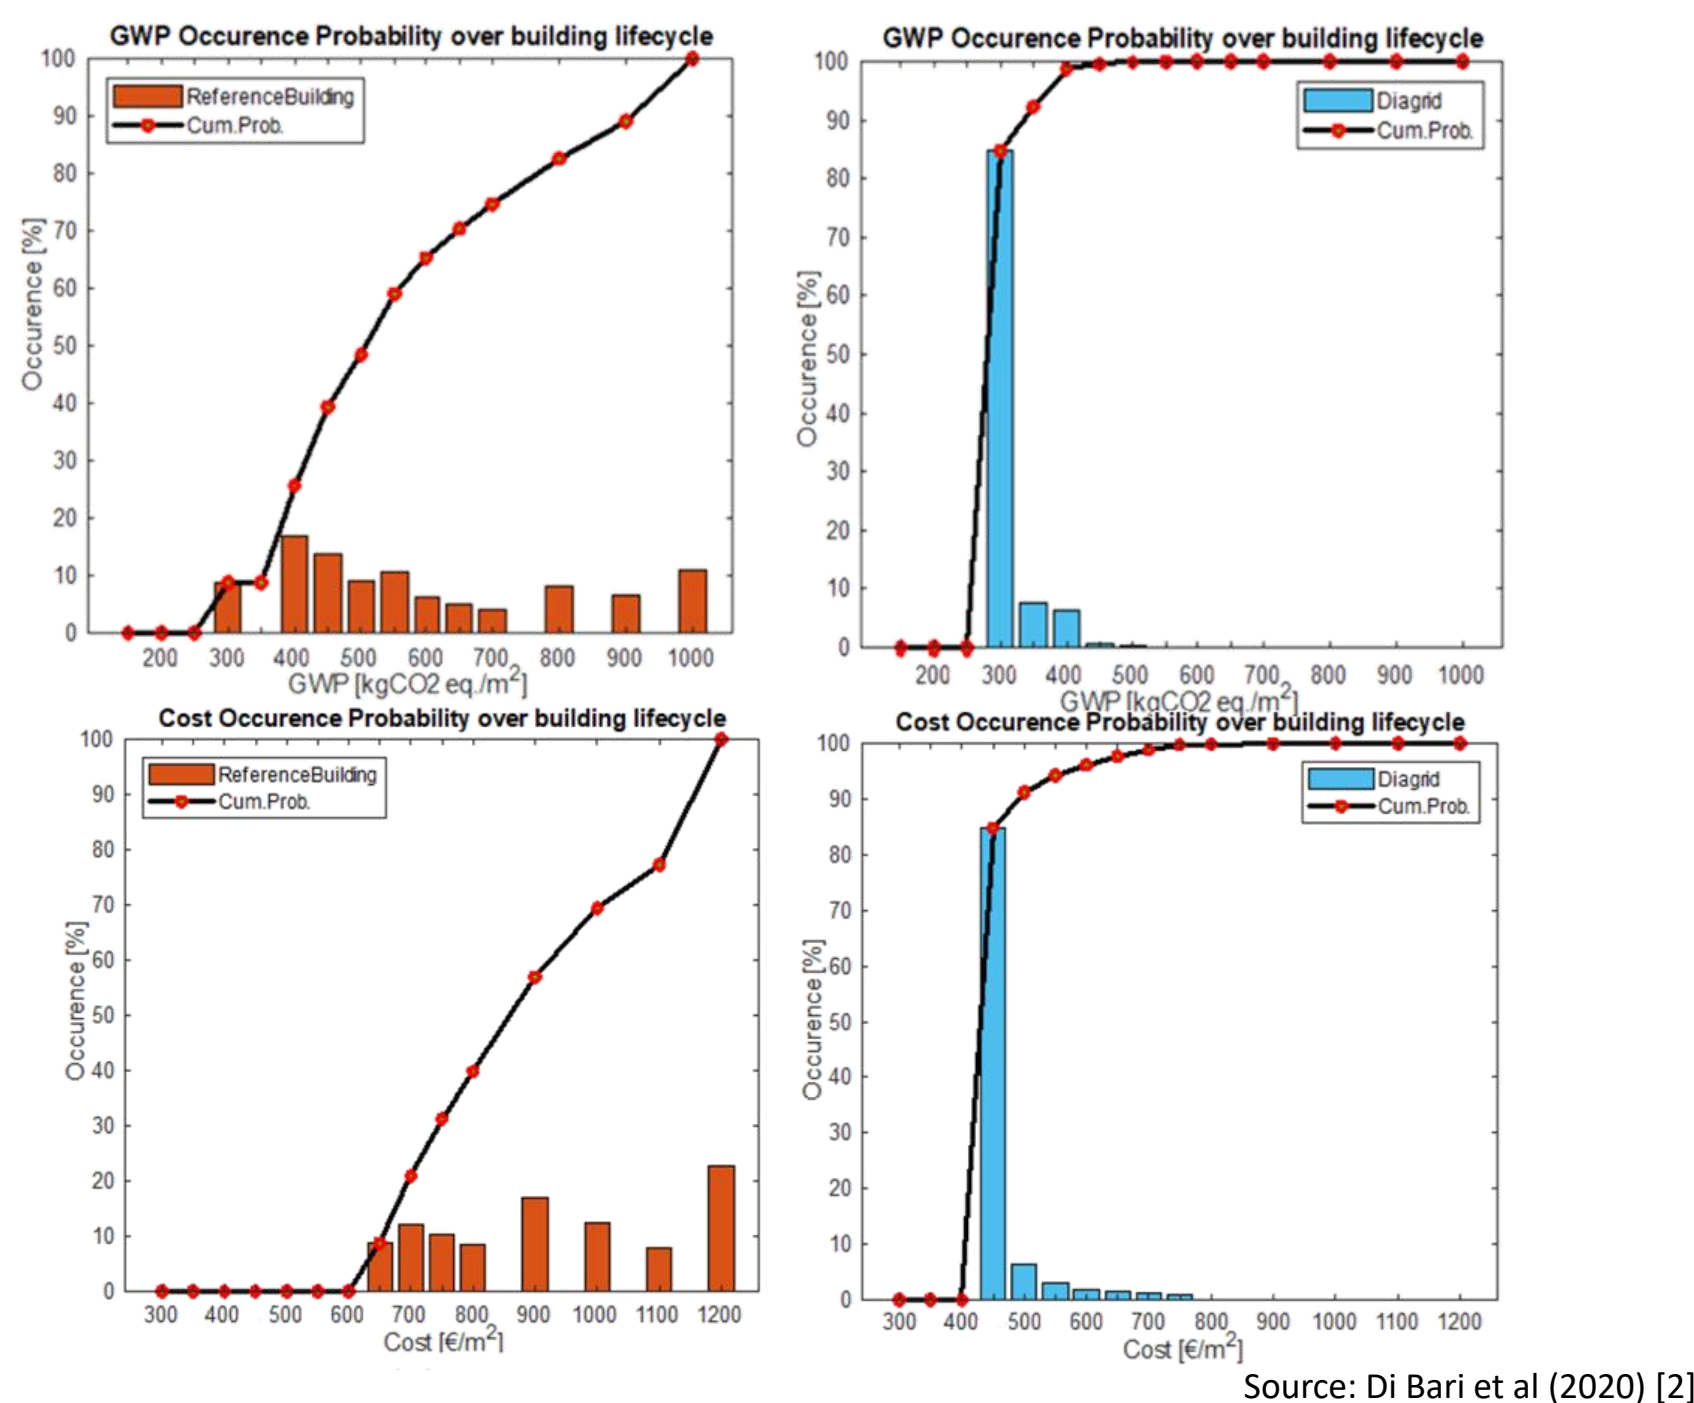 GWP Occurence Probability over building lifecycle
100
90
80
70
60
50
40
30
20
10
0
Occurence [%]
ReferenceBuilding
Cum.Prob.
200 300 400 500 600 700 800 900 1000
GWP [kgCO2 eq./m2]
GWP Occurence Probability over building lifecycle
100
90
80
70
60
50
40
30
20
10
0
Occurence [%]
Diagrid
Cum.Prob.
200 300 400 500 600 700 800 900 1000
GWP [kgCO2 eq./m2]
Cost Occurence Probability over building lifecycle
100
90
80
70
60
50
40
30
20
10
0
Occurence [%]
ReferenceBuilding
Cum.Prob.
300 400 500 600 700 800 900 1000 1100 1200
Cost [€/m2]
Cost Occurence Probability over building lifecycle
100
90
80
70
60
50
40
30
20
10
0
Occurence [%]
Diagrid
Cum.Prob.
300 400 500 600 700 800 900 1000 1100 1200
Cost [€/m2]
Source: Di Bari et al (2020) [2]